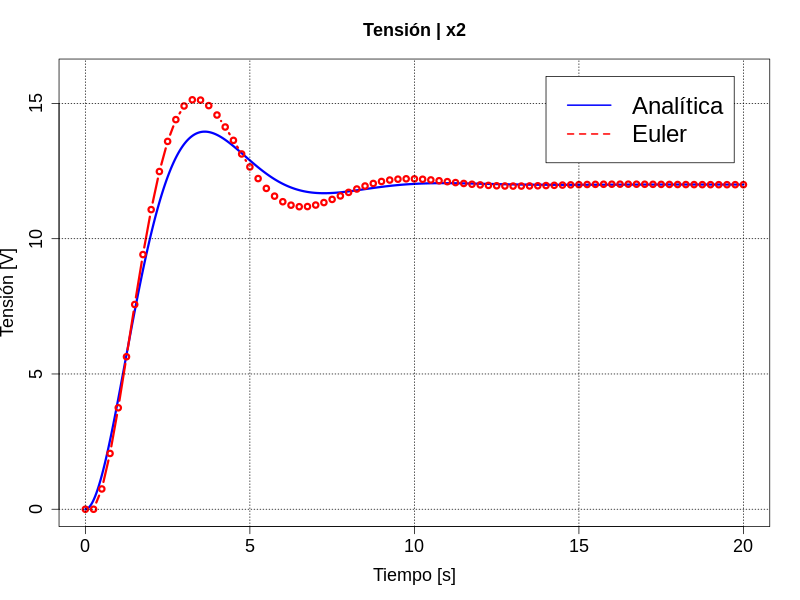 Tensión | x2
Analítica
Euler
Tensión [V]
15
10
5
0
0 5 10 15 20
Tiempo [s]